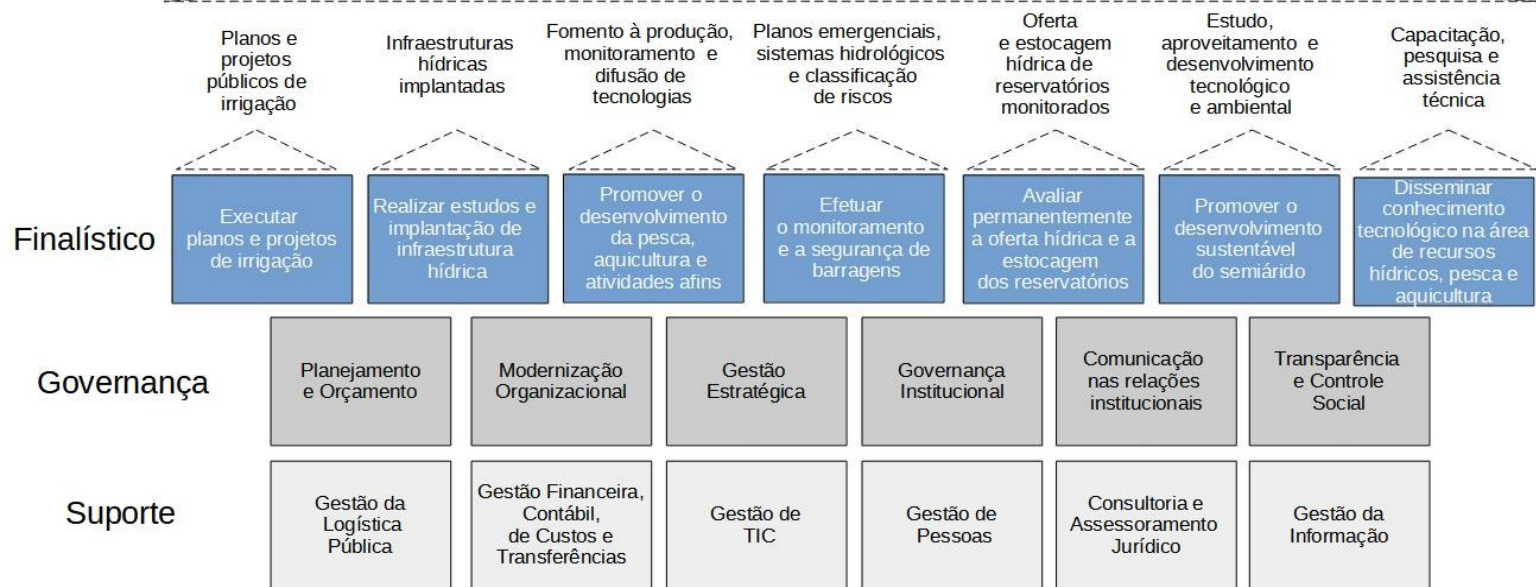 Planos e
projetos
públicos de
irrigação
Infraestruturas
hídricas
implantadas
Fomento à produção,
monitoramento e
difusão de
tecnologias
Planos emergenciais,
sistemas hidrológicos
e classificação
de riscos
Oferta
e estocagem
hídrica de
reservatórios
monitorados
Estudo,
aproveitamento e
desenvolvimento
tecnológico
e ambiental
Capacitação,
pesquisa e
assistência
técnica
Finalístico
Executar
planos e projetos
de irrigação
Realizar estudos e
implantação de
infraestrutura
hídrica
Promover o
desenvolvimento
da pesca,
aquicultura e
atividades afins
Efetuar
o monitoramento
e a segurança de
barragens
Avaliar
permanentemente
a oferta hídrica e a
estocagem
dos reservatórios
Promover o
desenvolvimento
sustentável
do semiárido
Disseminar
conhecimento
tecnológico na área
de recursos
hídricos, pesca e
aquicultura
Governança
Planejamento
e Orçamento
Modernização
Organizacional
Gestão
Estratégica
Governança
Institucional
Comunicação
nas relações
institucionais
Transparência
e Controle
Social
Suporte
Gestão da
Logística
Pública
Gestão Financeira,
Contábil,
de Custos e
Transferências
Gestão de
TIC
Gestão de
Pessoas
Consultoria e
Assessoramento
Jurídico
Gestão da
Informação